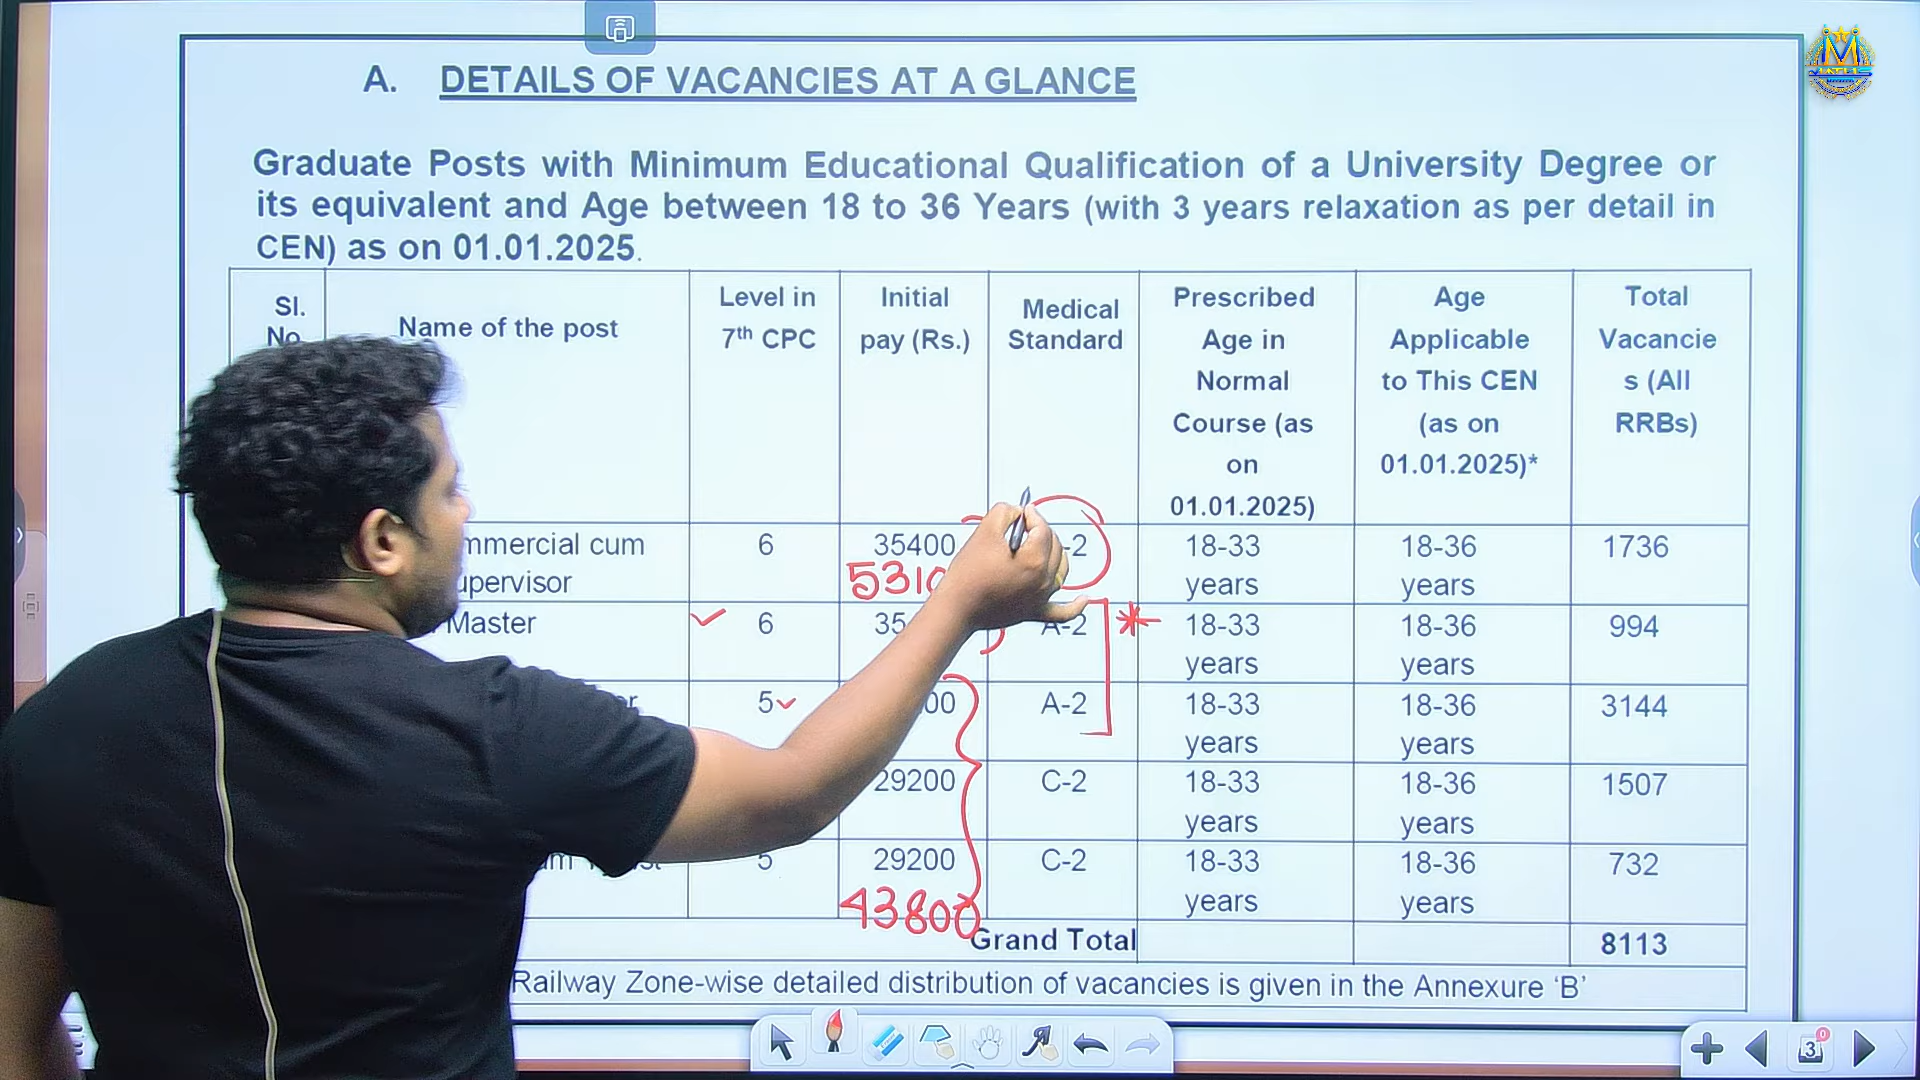 A. DETAILS OF VACANCIES AT A GLANCE
Graduate Posts with Minimum Educational Qualification of a University Degree or
its equivalent and Age between 18 to 36 Years (with 3 years relaxation as per detail in
CEN) as on 01.01.2025.
Sl. No
Name of the post
Level in 7th CPC
Initial pay (Rs.)
Medical Standard
Prescribed Age in Normal Course (as on 01.01.2025)
Age Applicable to This CEN (as on 01.01.2025)*
Total Vacancies (All RRBs)
mmercial cum 6 35400 -2 18-33 18-36 1736
upervisor 5310 years years
Master 6 35 A-2 * 18-33 18-36 994
years years
5 00 A-2 18-33 18-36 3144
years years
29200 C-2 18-33 18-36 1507
years years
5 29200 C-2 18-33 18-36 732
43800 years years
Grand Total 8113
Railway Zone-wise detailed distribution of vacancies is given in the Annexure ‘B’
3
0
M